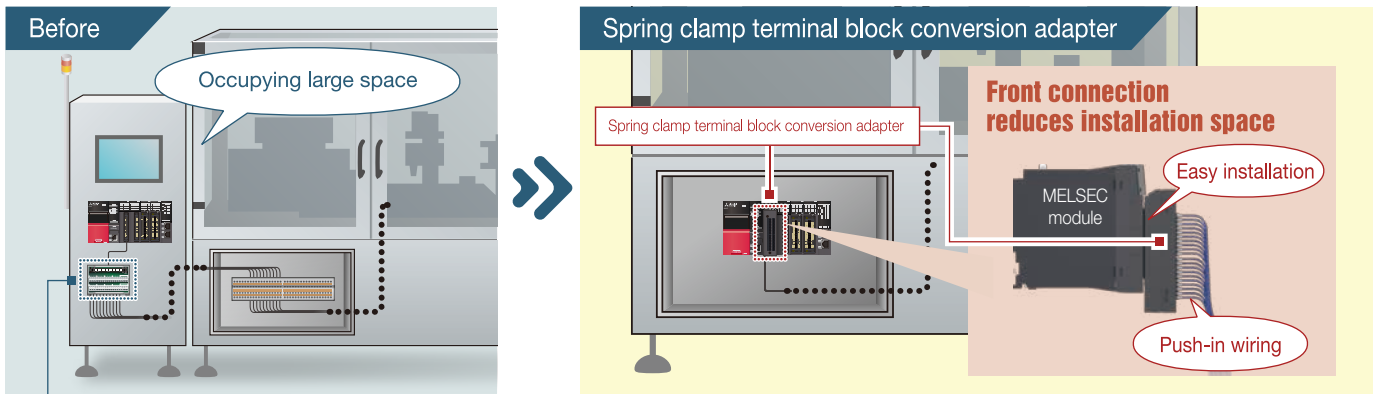 Before
Occupying large space
Spring clamp terminal block conversion adapter
Spring clamp terminal block conversion adapter
Front connection
reduces installation space
Easy installation
MELSEC
module
Push-in wiring